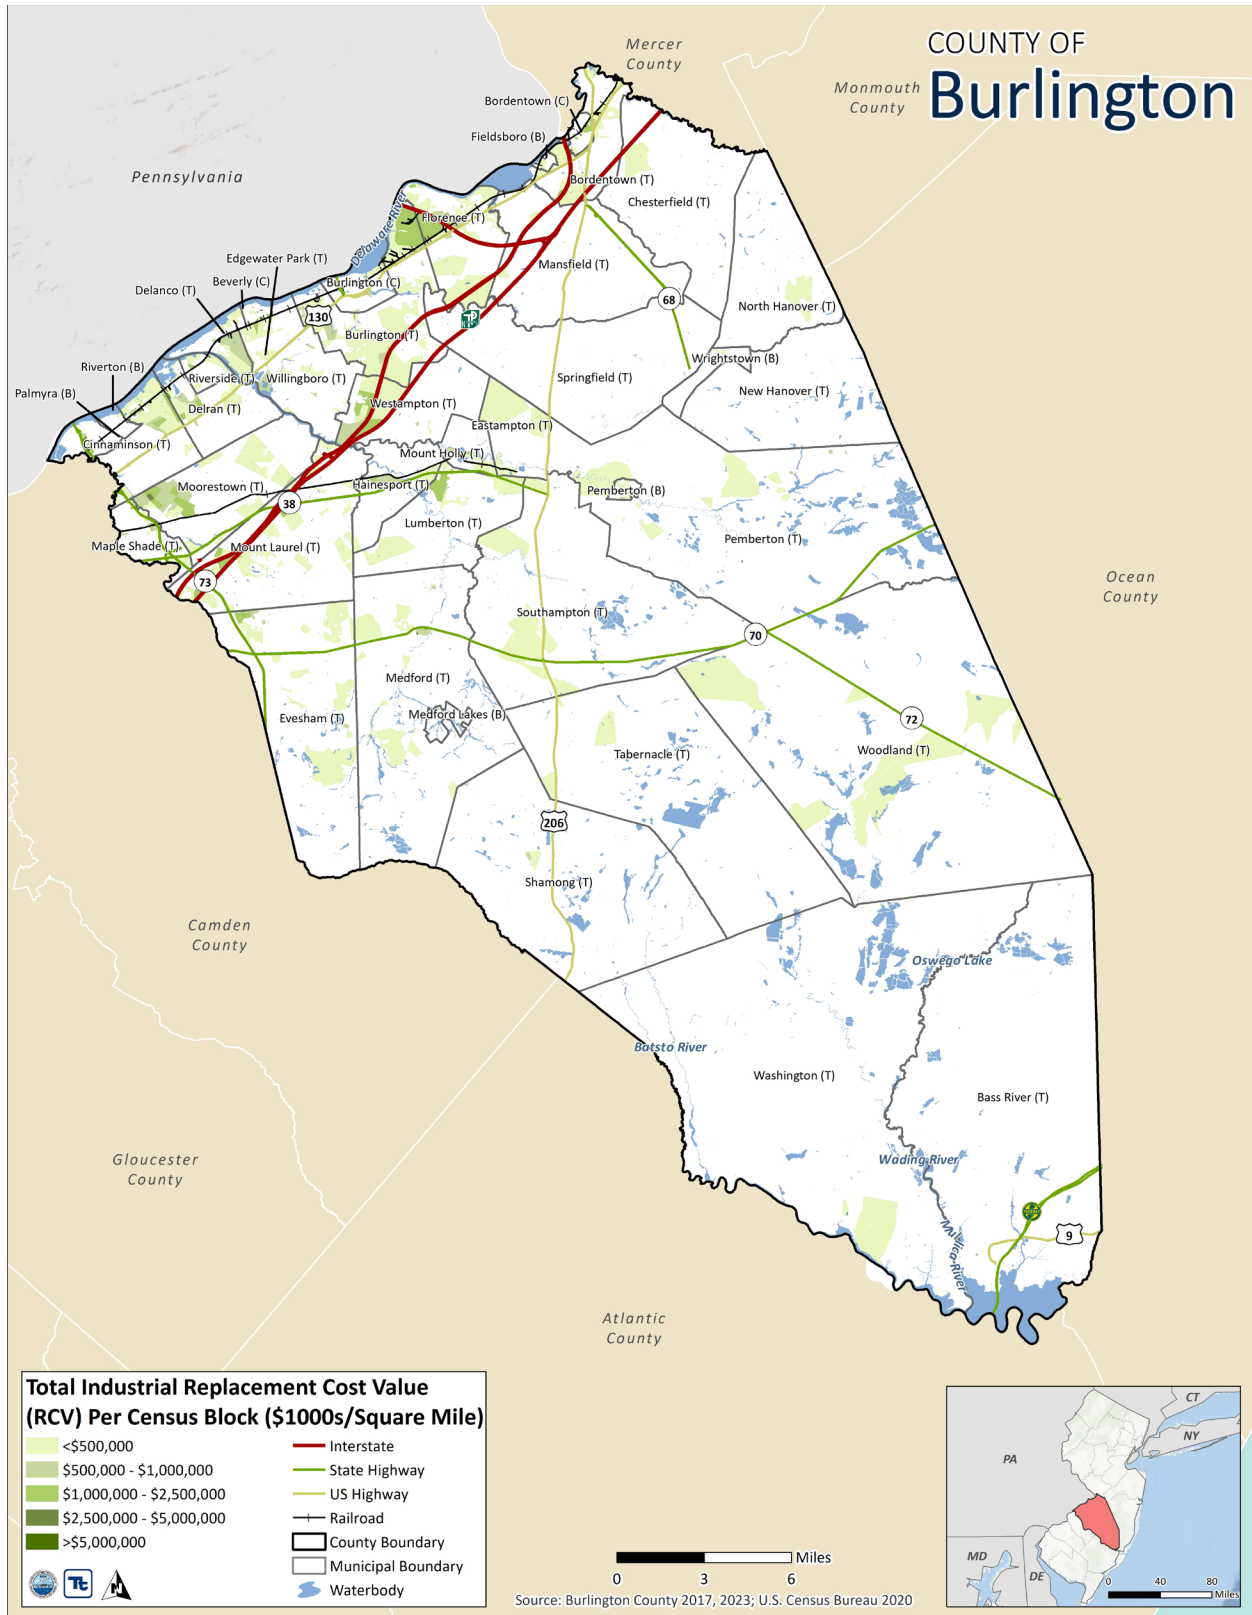 COUNTY OF
Burlington
Mercer
County
Monmouth
County
Pennsylvania
Bordentown (C)
Fieldsboro (B)
Bordentown (T)
Chesterfield (T)
Delaware River
Florence (T)
Edgewater Park (T)
Mansfield (T)
Beverly (C)
Burlington (C)
Delanco (T)
68
North Hanover (T)
130
Burlington (T)
Wrightstown (B)
Riverton (B)
Riverside (T)
Willingboro (T)
Springfield (T)
New Hanover (T)
Palmyra (B)
Delran (T)
Westampton (T)
Eastampton (T)
Cinnaminson (T)
Mount Holly (T)
Moorestown (T)
Hainesport (T)
Pemberton (B)
38
Lumberton (T)
Pemberton (T)
Maple Shade (T)
Mount Laurel (T)
73
Ocean
County
Southampton (T)
70
Medford (T)
Evesham (T)
Medford Lakes (B)
72
Woodland (T)
Tabernacle (T)
206
Shamong (T)
Camden
County
Oswego Lake
Batsto River
Washington (T)
Bass River (T)
Gloucester
County
Wading River
Mullica River
9
Atlantic
County
Total Industrial Replacement Cost Value
(RCV) Per Census Block ($1000s/Square Mile)
<$500,000
$500,000 - $1,000,000
$1,000,000 - $2,500,000
$2,500,000 - $5,000,000
>$5,000,000
Interstate
State Highway
US Highway
Railroad
County Boundary
Municipal Boundary
Waterbody
Tt
N
Miles
0 3 6
Source: Burlington County 2017, 2023; U.S. Census Bureau 2020
CT
NY
PA
MD
DE
0 40 80
Miles